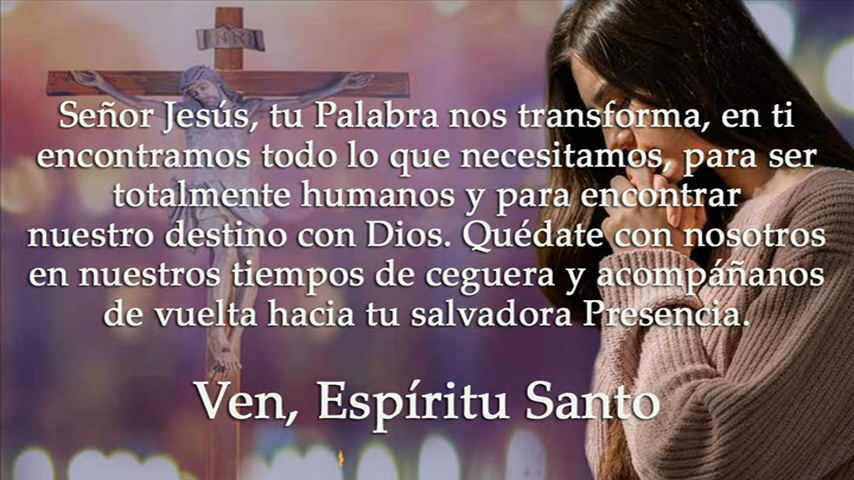 INRI
Señor Jesús, tu Palabra nos transforma, en ti
encontramos todo lo que necesitamos, para ser
totalmente humanos y para encontrar
nuestro destino con Dios. Quédate con nosotros
en nuestros tiempos de ceguera y acompáñanos
de vuelta hacia tu salvadora Presencia.
Ven, Espíritu Santo